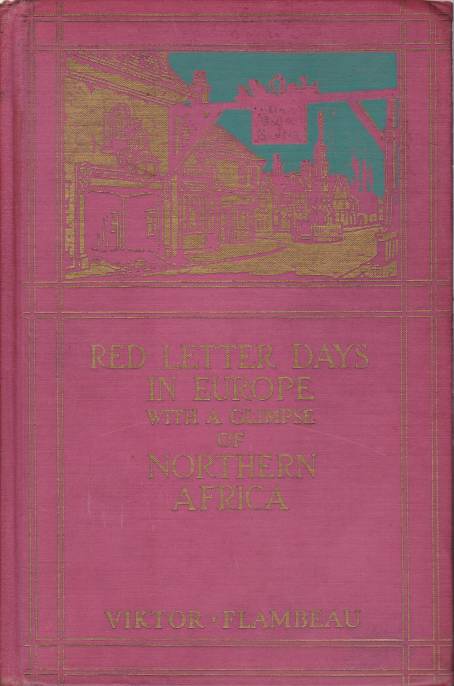 RED LETTER DAYS
IN EUROPE
WITH A GLIMPSE
OF
NORTHERN
AFRICA
VIKTOR · FLAMBEAU